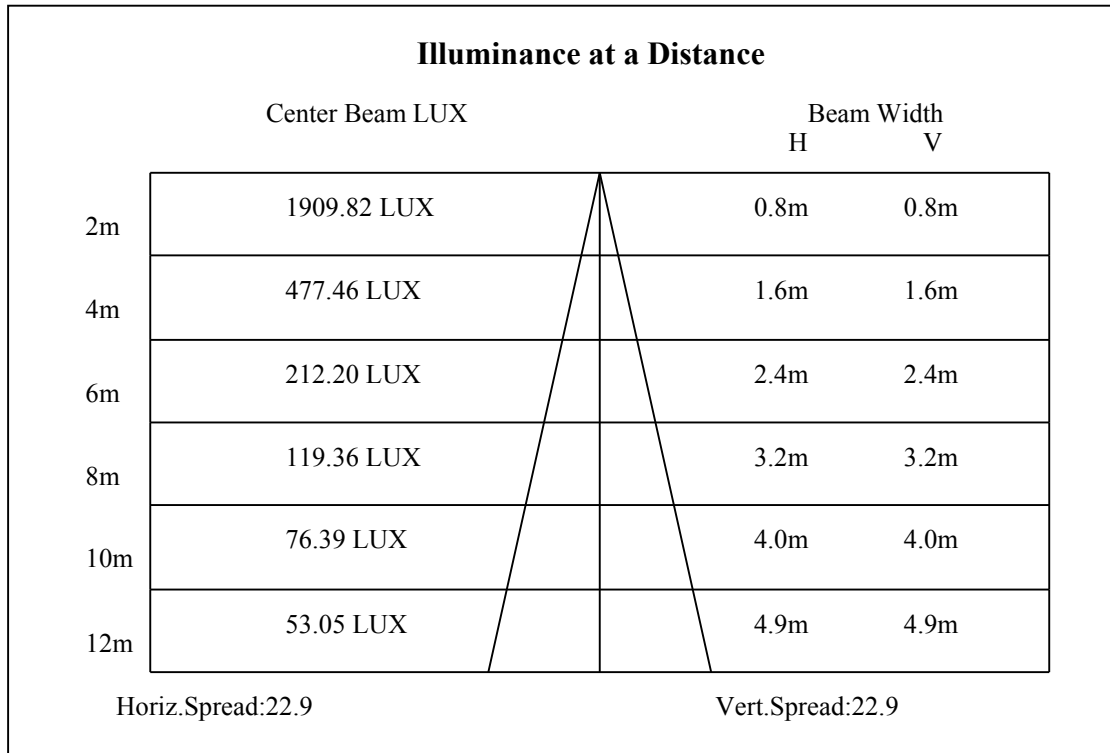 Illuminance at a Distance
Center Beam LUX Beam Width
H V
2m 1909.82 LUX 0.8m 0.8m
4m 477.46 LUX 1.6m 1.6m
6m 212.20 LUX 2.4m 2.4m
8m 119.36 LUX 3.2m 3.2m
10m 76.39 LUX 4.0m 4.0m
12m 53.05 LUX 4.9m 4.9m
Horiz.Spread:22.9 Vert.Spread:22.9